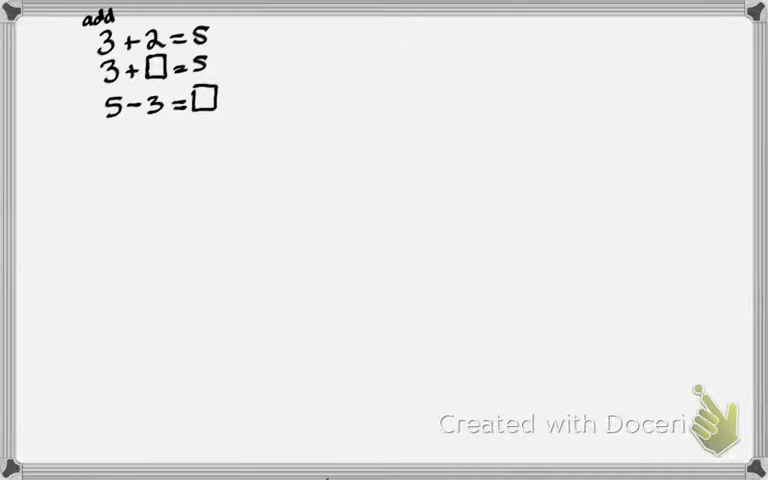 add
3 + 2 = 5
3 + □ = 5
5 - 3 = □
Created with Doceri